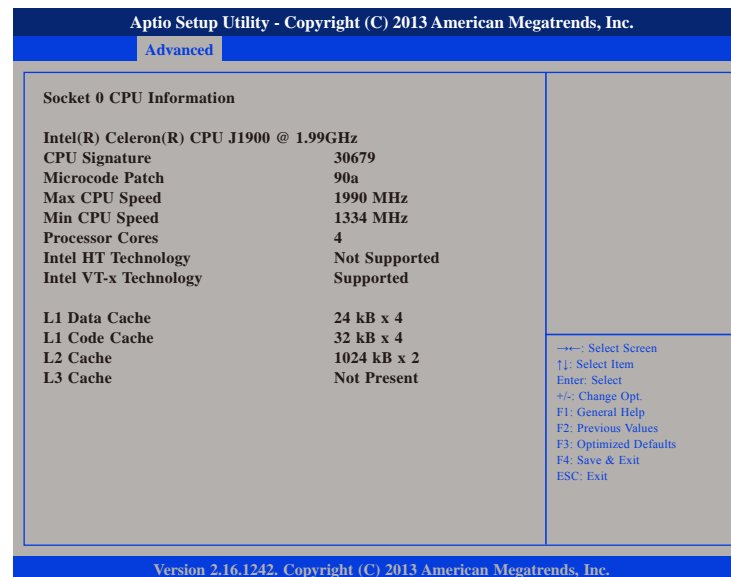 Aptio Setup Utility - Copyright (C) 2013 American Megatrends, Inc.
Advanced
Socket 0 CPU Information
Intel(R) Celeron(R) CPU J1900 @ 1.99GHz
CPU Signature 30679
Microcode Patch 90a
Max CPU Speed 1990 MHz
Min CPU Speed 1334 MHz
Processor Cores 4
Intel HT Technology Not Supported
Intel VT-x Technology Supported
L1 Data Cache 24 kB x 4
L1 Code Cache 32 kB x 4
L2 Cache 1024 kB x 2
L3 Cache Not Present
→←: Select Screen
↑↓: Select Item
Enter: Select
+/-: Change Opt.
F1: General Help
F2: Previous Values
F3: Optimized Defaults
F4: Save & Exit
ESC: Exit
Version 2.16.1242. Copyright (C) 2013 American Megatrends, Inc.